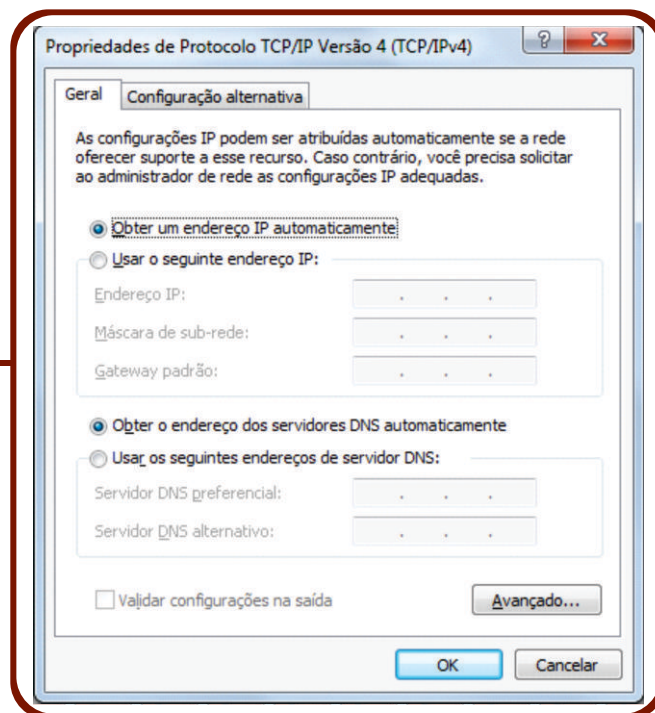 Propriedades de Protocolo TCP/IP Versão 4 (TCP/IPv4)
Geral
Configuração alternativa
As configurações IP podem ser atribuídas automaticamente se a rede
oferecer suporte a esse recurso. Caso contrário, você precisa solicitar
ao administrador de rede as configurações IP adequadas.
Obter um endereço IP automaticamente
Usar o seguinte endereço IP:
Endereço IP: . . .
Máscara de sub-rede: . . .
Gateway padrão: . . .
Obter o endereço dos servidores DNS automaticamente
Usar os seguintes endereços de servidor DNS:
Servidor DNS preferencial: . . .
Servidor DNS alternativo: . . .
Validar configurações na saída
Avançado...
OK
Cancelar